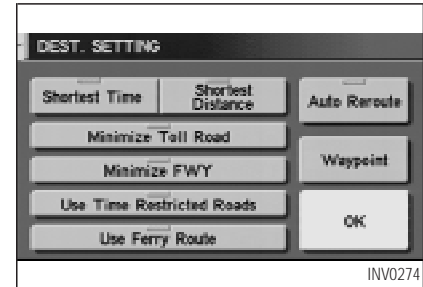 DEST. SETTING
Shortest Time
Shortest
Distance
Auto Reroute
Minimize Toll Road
Minimize FWY
Waypoint
Use Time Restricted Roads
Use Ferry Route
OK
INV0274